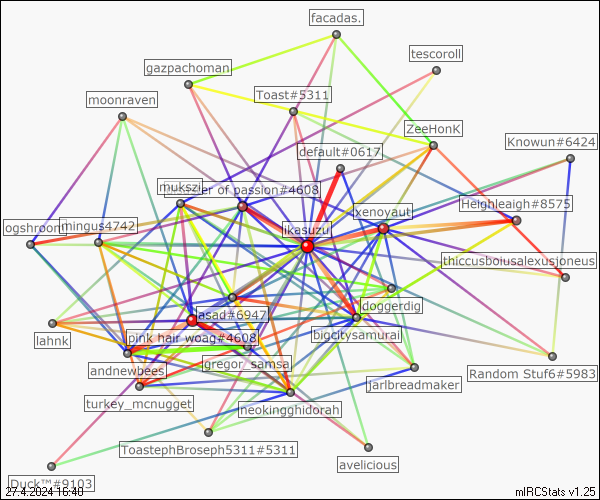 facadas.
tescoroll
gazpachoman
Toast#5311
moonraven
ZeeHonK
Knowun#6424
default#0617
mukszi
of passion#4608
Heighleaigh#8575
xenoyaut
mingus4742
ikasuzu
thiccusboiusalexusjoneus
doggerdig
asad#6947
bigcitysamurai
lahnk
pink hair woag#4608
gregor_samsa
andnewbees
Random Stuf6#5983
jarlbreadmaker
turkey_mcnugget
neokingghidorah
ToastephBroseph5311#5311
avelicious
Duck™#9103
27.4.2024 16:40
mIRCStats v1.25